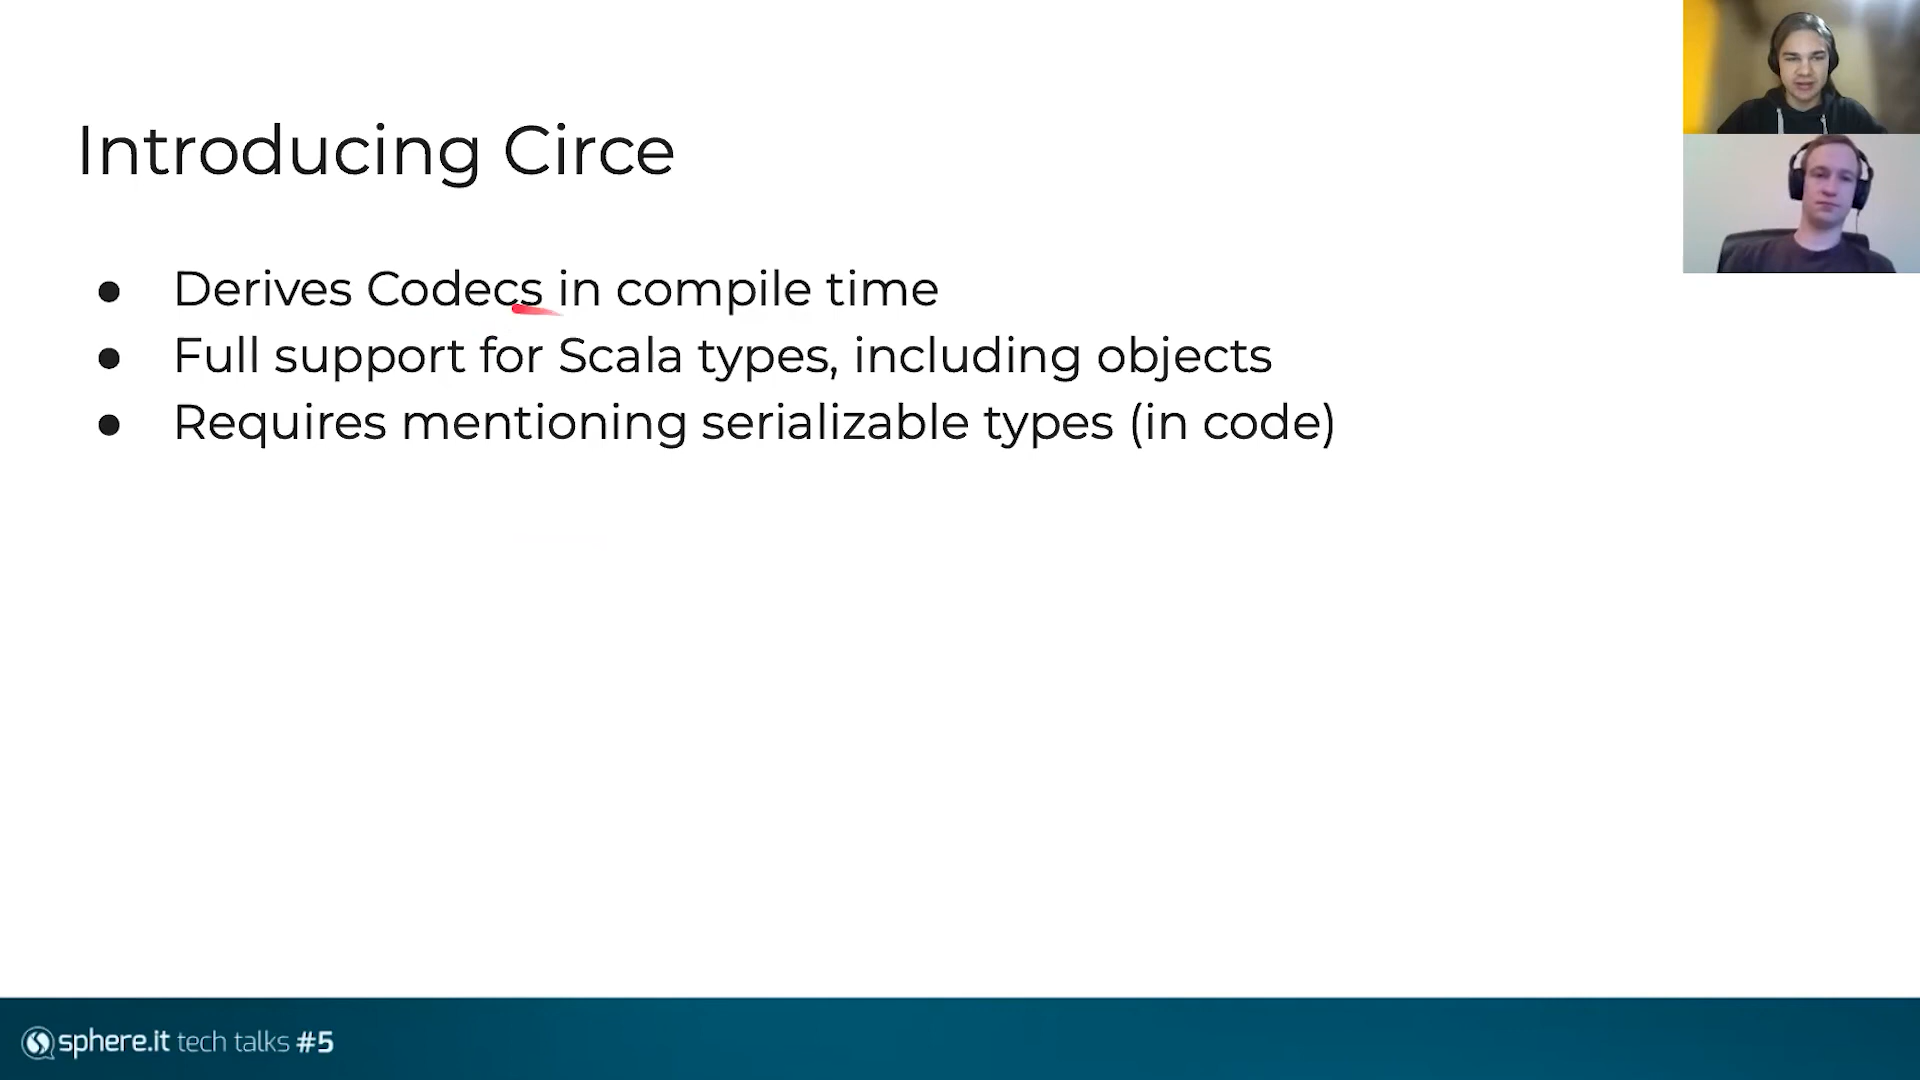 Introducing Circe
● Derives Codecs in compile time
● Full support for Scala types, including objects
● Requires mentioning serializable types (in code)
sphere.it tech talks #5